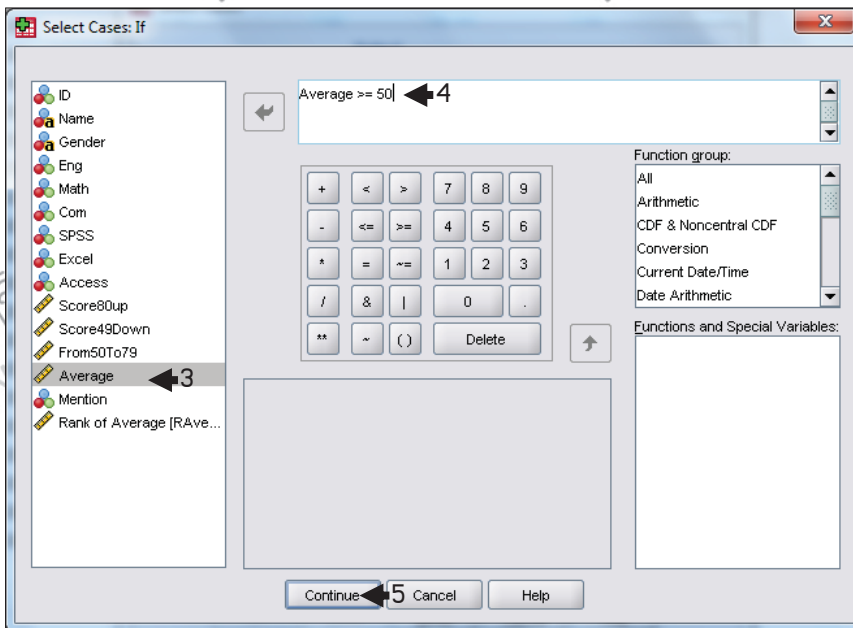 Select Cases: If
ID
Name
Gender
Eng
Math
Com
SPSS
Excel
Access
Score80up
Score49Down
From50To79
Average 3
Mention
Rank of Average [RAve...
Average >= 50 4
+ < > 7 8 9
- <= >= 4 5 6
* = ~= 1 2 3
/ & | 0 .
** ~ ( ) Delete
Function group:
All
Arithmetic
CDF & Noncentral CDF
Conversion
Current Date/Time
Date Arithmetic
Functions and Special Variables:
Continue 5 Cancel Help